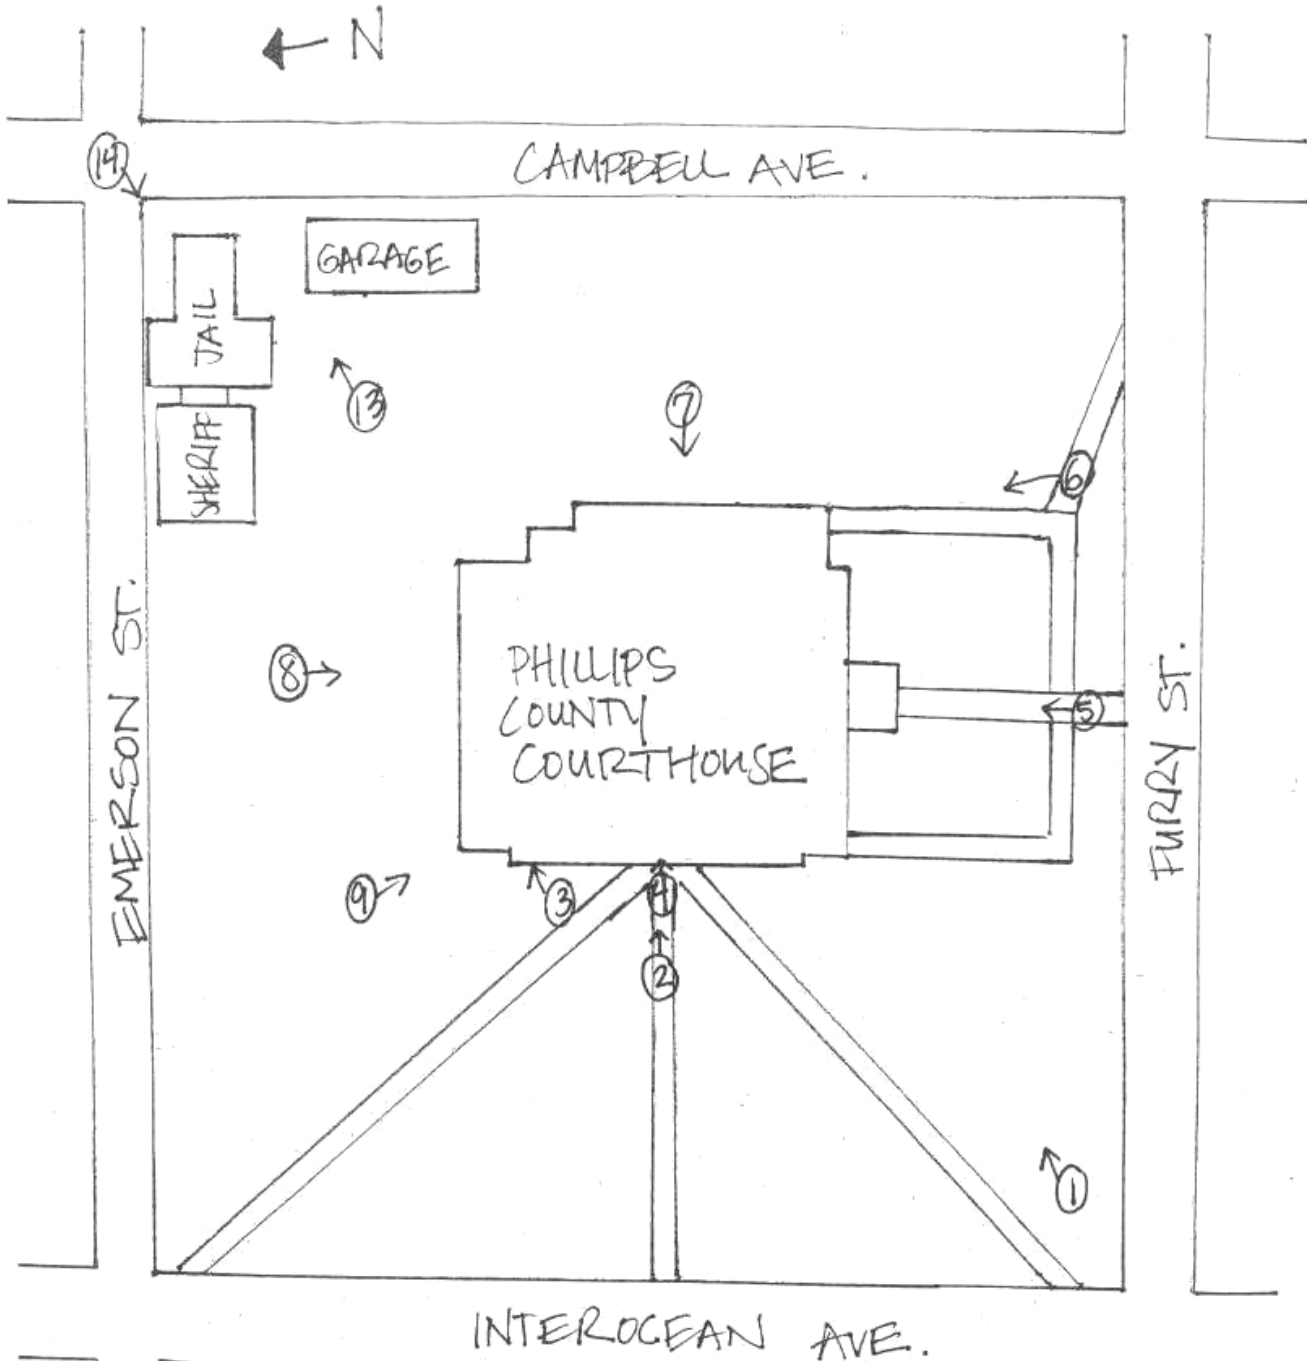 N
14
CAMPBELL AVE.
GARAGE
JAIL
13
7
SHERIFF
6
EMERSON ST.
8
PHILLIPS
COUNTY
COURTHOUSE
5
FURRY ST.
9
3
4
2
1
INTEROCEAN AVE.